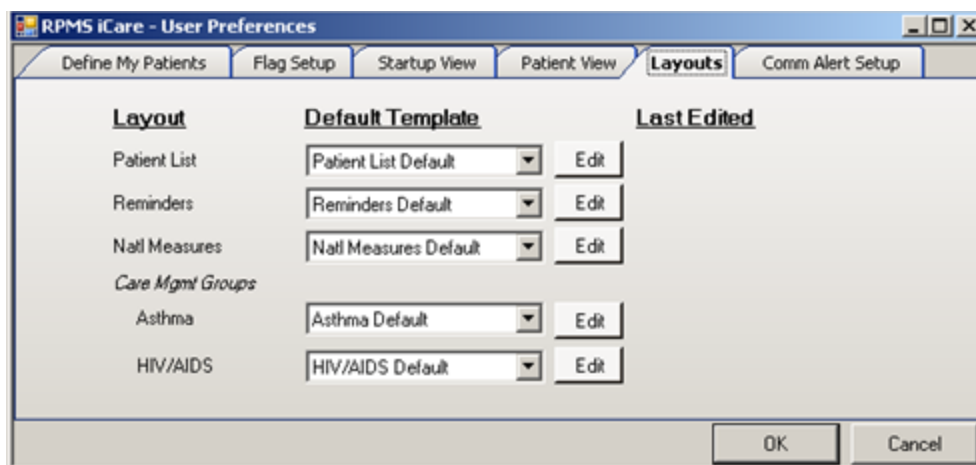 RPMS iCare - User Preferences
Define My Patients Flag Setup Startup View Patient View Layouts Comm Alert Setup
Layout Default Template Last Edited
Patient List Patient List Default Edit
Reminders Reminders Default Edit
Natl Measures Natl Measures Default Edit
Care Mgmt Groups
Asthma Asthma Default Edit
HIV/AIDS HIV/AIDS Default Edit
OK Cancel